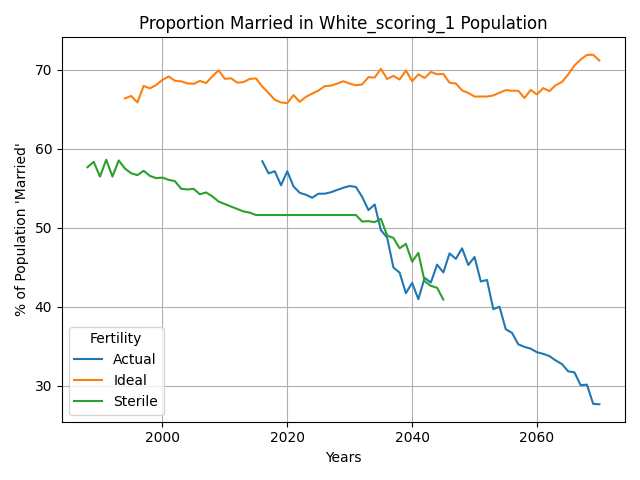 Proportion Married in White_scoring_1 Population
% of Population 'Married'
70
60
50
40
30
Fertility
Actual
Ideal
Sterile
2000
2020
2040
2060
Years